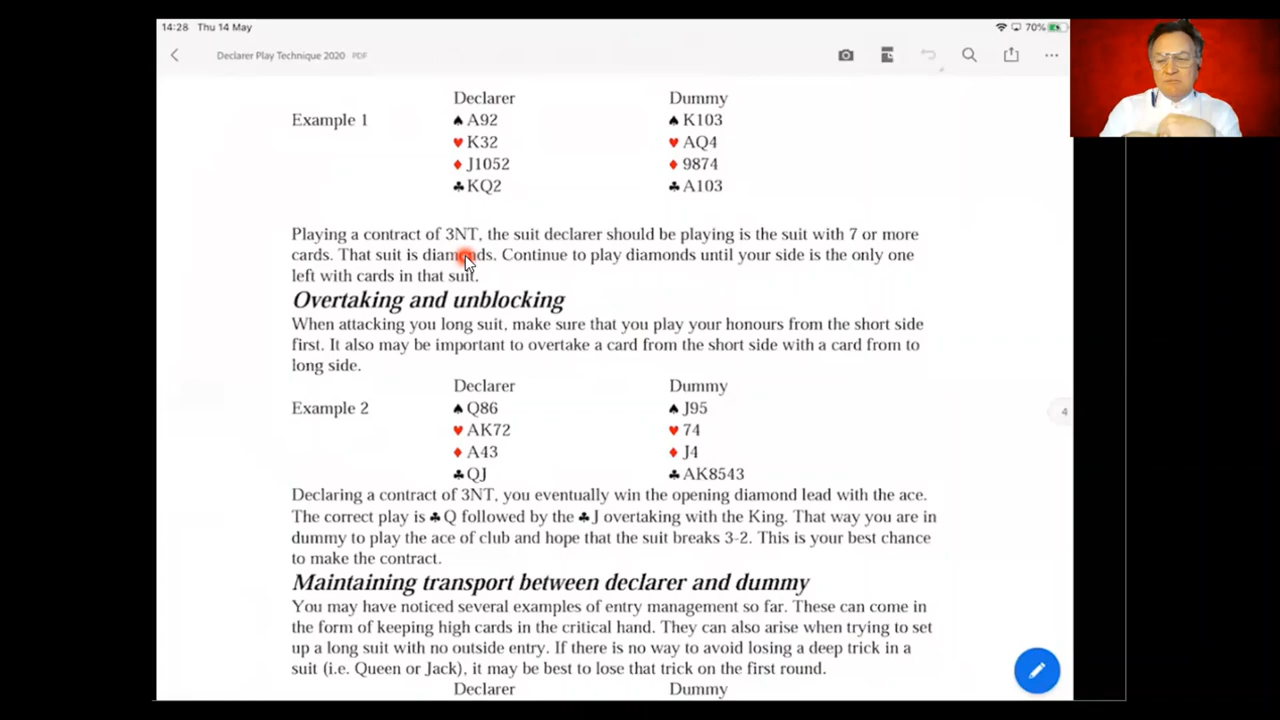 14:28 Thu 14 May 70%
Declarer Play Technique 2020 PDF
Declarer Dummy
Example 1 ♠ A92 ♠ K103
♥ K32 ♥ AQ4
♦ J1052 ♦ 9874
♣ KQ2 ♣ A103
Playing a contract of 3NT, the suit declarer should be playing is the suit with 7 or more
cards. That suit is diamonds. Continue to play diamonds until your side is the only one
left with cards in that suit.
Overtaking and unblocking
When attacking you long suit, make sure that you play your honours from the short side
first. It also may be important to overtake a card from the short side with a card from to
long side.
Declarer Dummy
Example 2 ♠ Q86 ♠ J95
♥ AK72 ♥ 74
♦ A43 ♦ J4
♣ QJ ♣ AK8543
4
Declaring a contract of 3NT, you eventually win the opening diamond lead with the ace.
The correct play is ♣ Q followed by the ♣ J overtaking with the King. That way you are in
dummy to play the ace of club and hope that the suit breaks 3-2. This is your best chance
to make the contract.
Maintaining transport between declarer and dummy
You may have noticed several examples of entry management so far. These can come in
the form of keeping high cards in the critical hand. They can also arise when trying to set
up a long suit with no outside entry. If there is no way to avoid losing a deep trick in a
suit (i.e. Queen or Jack), it may be best to lose that trick on the first round.
Declarer Dummy